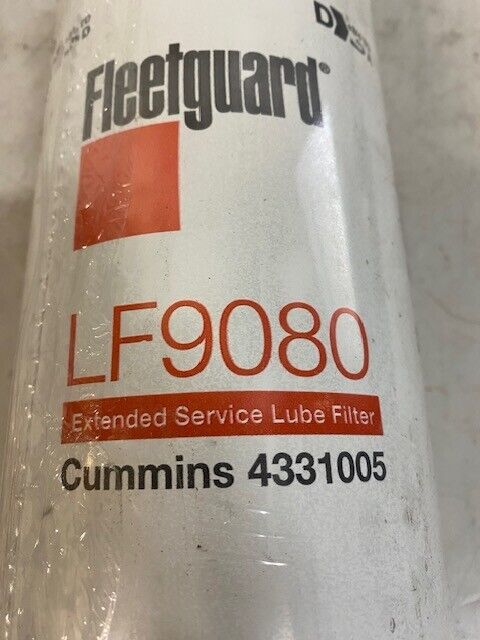 Fleetguard®
LF9080
Extended Service Lube Filter
Cummins 4331005